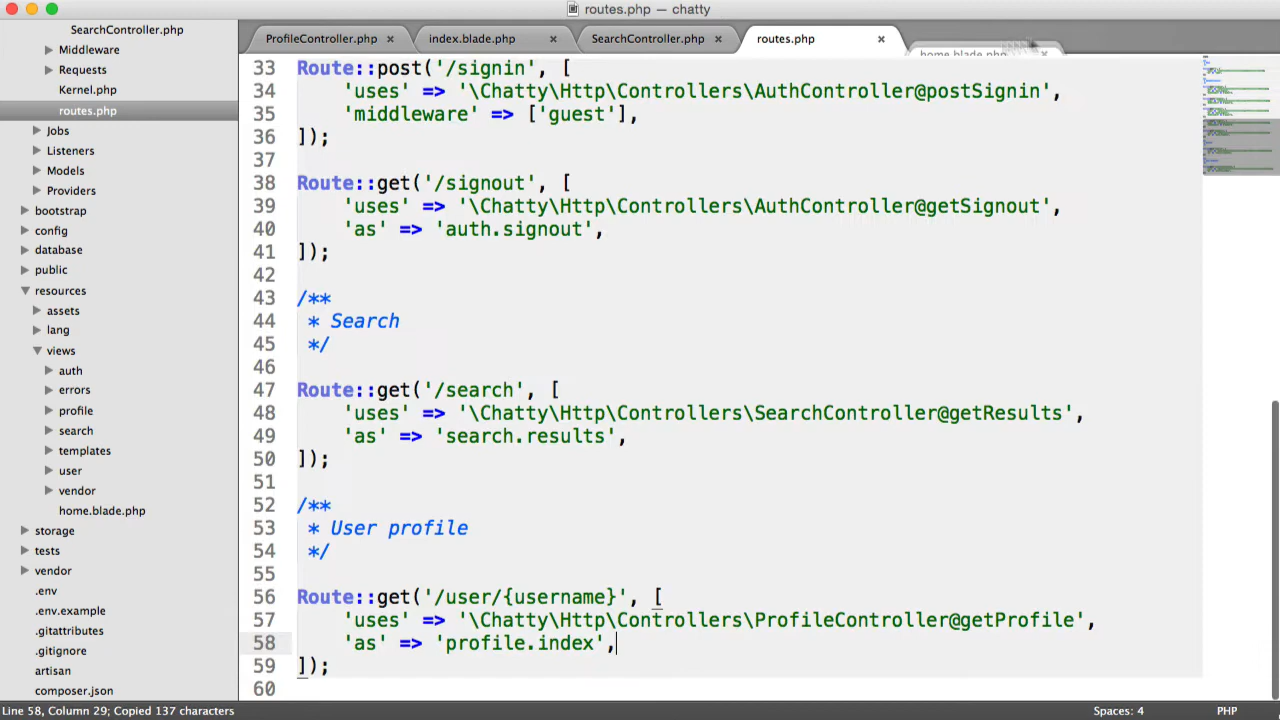 routes.php — chatty
SearchController.php
Middleware
Requests
Kernel.php
routes.php
Jobs
Listeners
Models
Providers
bootstrap
config
database
public
resources
assets
lang
views
auth
errors
profile
search
templates
user
vendor
home.blade.php
storage
tests
vendor
.env
.env.example
.gitattributes
.gitignore
artisan
composer.json
ProfileController.php × index.blade.php × SearchController.php × routes.php × home.blade.php ×
33 Route::post('/signin', [
34     'uses' => '\Chatty\Http\Controllers\AuthController@postSignin',
35     'middleware' => ['guest'],
36 ]);
37
38 Route::get('/signout', [
39     'uses' => '\Chatty\Http\Controllers\AuthController@getSignout',
40     'as' => 'auth.signout',
41 ]);
42
43 /**
44  * Search
45  */
46
47 Route::get('/search', [
48     'uses' => '\Chatty\Http\Controllers\SearchController@getResults',
49     'as' => 'search.results',
50 ]);
51
52 /**
53  * User profile
54  */
55
56 Route::get('/user/{username}', [
57     'uses' => '\Chatty\Http\Controllers\ProfileController@getProfile',
58     'as' => 'profile.index',
59 ]);
60
Line 58, Column 29; Copied 137 characters
Spaces: 4
PHP